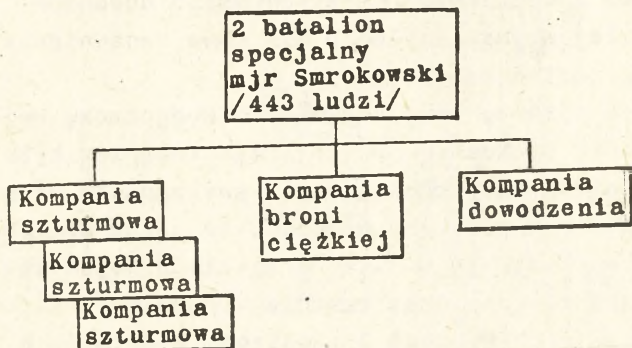 2 batalion
specjalny
mjr Smrokowski
/443 ludzi/
Kompania
szturmowa
Kompania
szturmowa
Kompania
szturmowa
Kompania
broni
ciężkiej
Kompania
dowodzenia